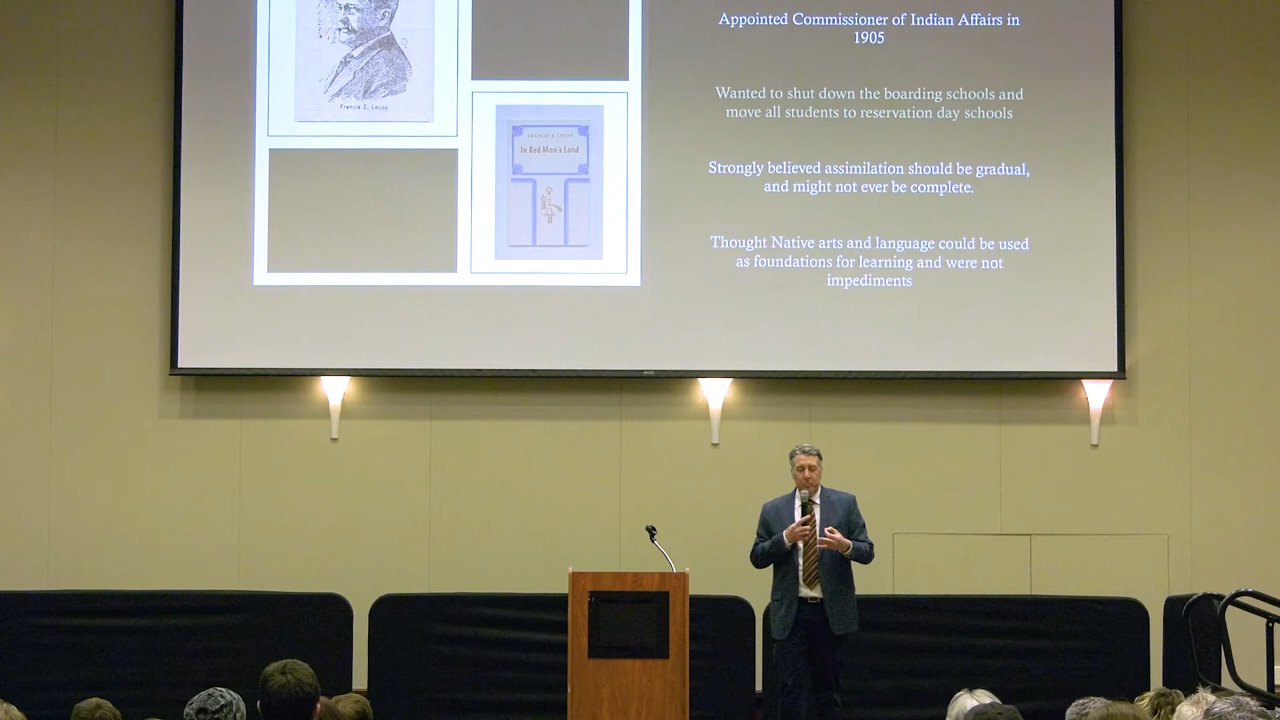 Francis E. Leupp
FRANCIS E. LEUPP
In Red Man's Land
Appointed Commissioner of Indian Affairs in
1905
Wanted to shut down the boarding schools and
move all students to reservation day schools
Strongly believed assimilation should be gradual,
and might not ever be complete.
Thought Native arts and language could be used
as foundations for learning and were not
impediments